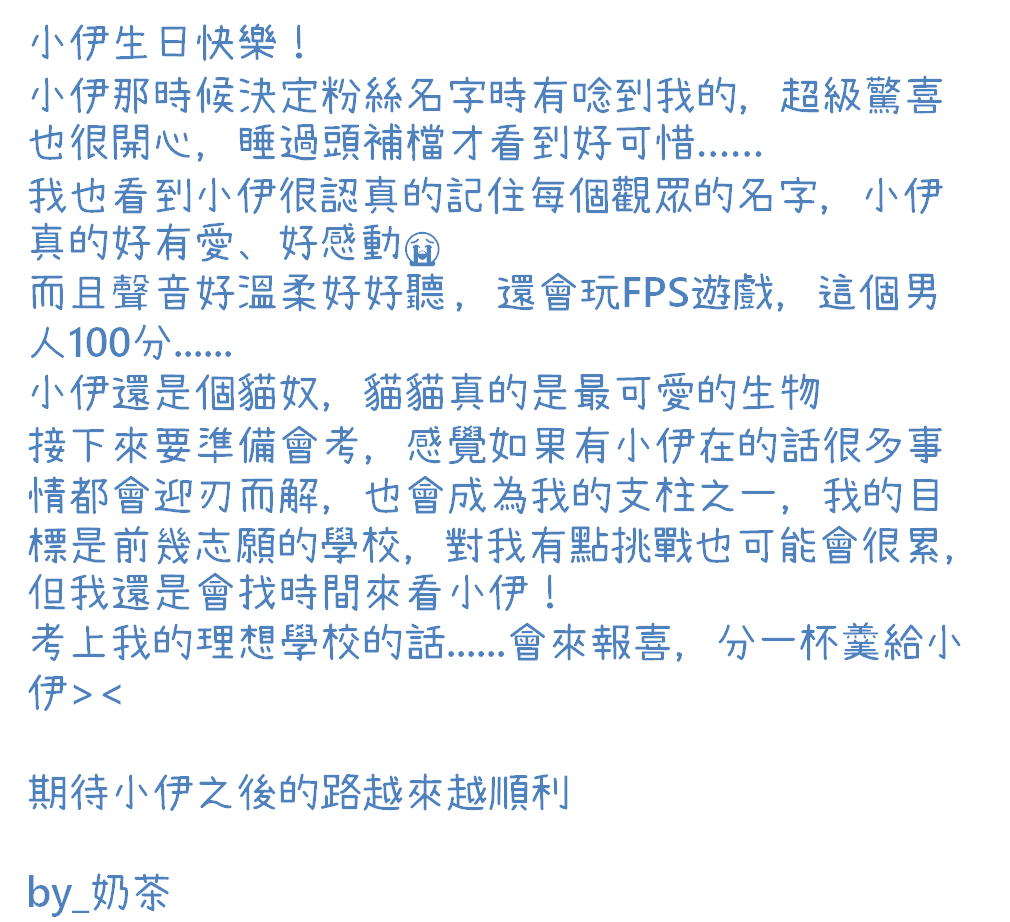 小伊生日快樂！
小伊那時候決定粉絲名字時有唸到我的，超級驚喜
也很開心，睡過頭補檔才看到好可惜……
我也看到小伊很認真的記住每個觀眾的名字，小伊
真的好有愛、好感動😭
而且聲音好溫柔好好聽，還會玩FPS遊戲，這個男
人100分……
小伊還是個貓奴，貓貓真的是最可愛的生物
接下來要準備會考，感覺如果有小伊在的話很多事
情都會迎刃而解，也會成為我的支柱之一，我的目
標是前幾志願的學校，對我有點挑戰也可能會很累，
但我還是會找時間來看小伊！
考上我的理想學校的話……會來報喜，分一杯羹給小
伊><
期待小伊之後的路越來越順利
by_奶茶